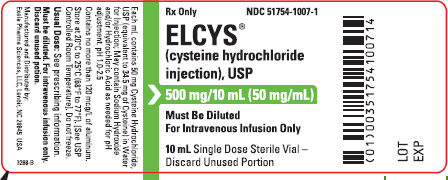 Each mL contains 50 mg Cysteine Hydrochloride,
USP (equivalent to 34.5 mg of Cysteine) in Water
for Injection. May contain Sodium Hydroxide
and/or Hydrochloric Acid as needed for pH
adjustment, pH 1.0-2.5
Contains no more than 120 mcg/L of aluminum.
Store at 20°C to 25°C (68°F to 77°F). [See USP
Controlled Room Temperature]. Do not freeze.
Usual Dose: See prescribing information.
Must be diluted. For intravenous infusion only.
Discard unused portion
Manufactured and Distributed by:
Exela Pharma Sciences, LLC, Lenoir, NC 28645 USA
Rx Only NDC 51754-1007-1
ELCYS®
(cysteine hydrochloride
injection), USP
500 mg/10 mL (50 mg/mL)
Must Be Diluted
For Intravenous Infusion Only
10 mL Single Dose Sterile Vial –
Discard Unused Portion
(01)00351754100714
LOT
EXP